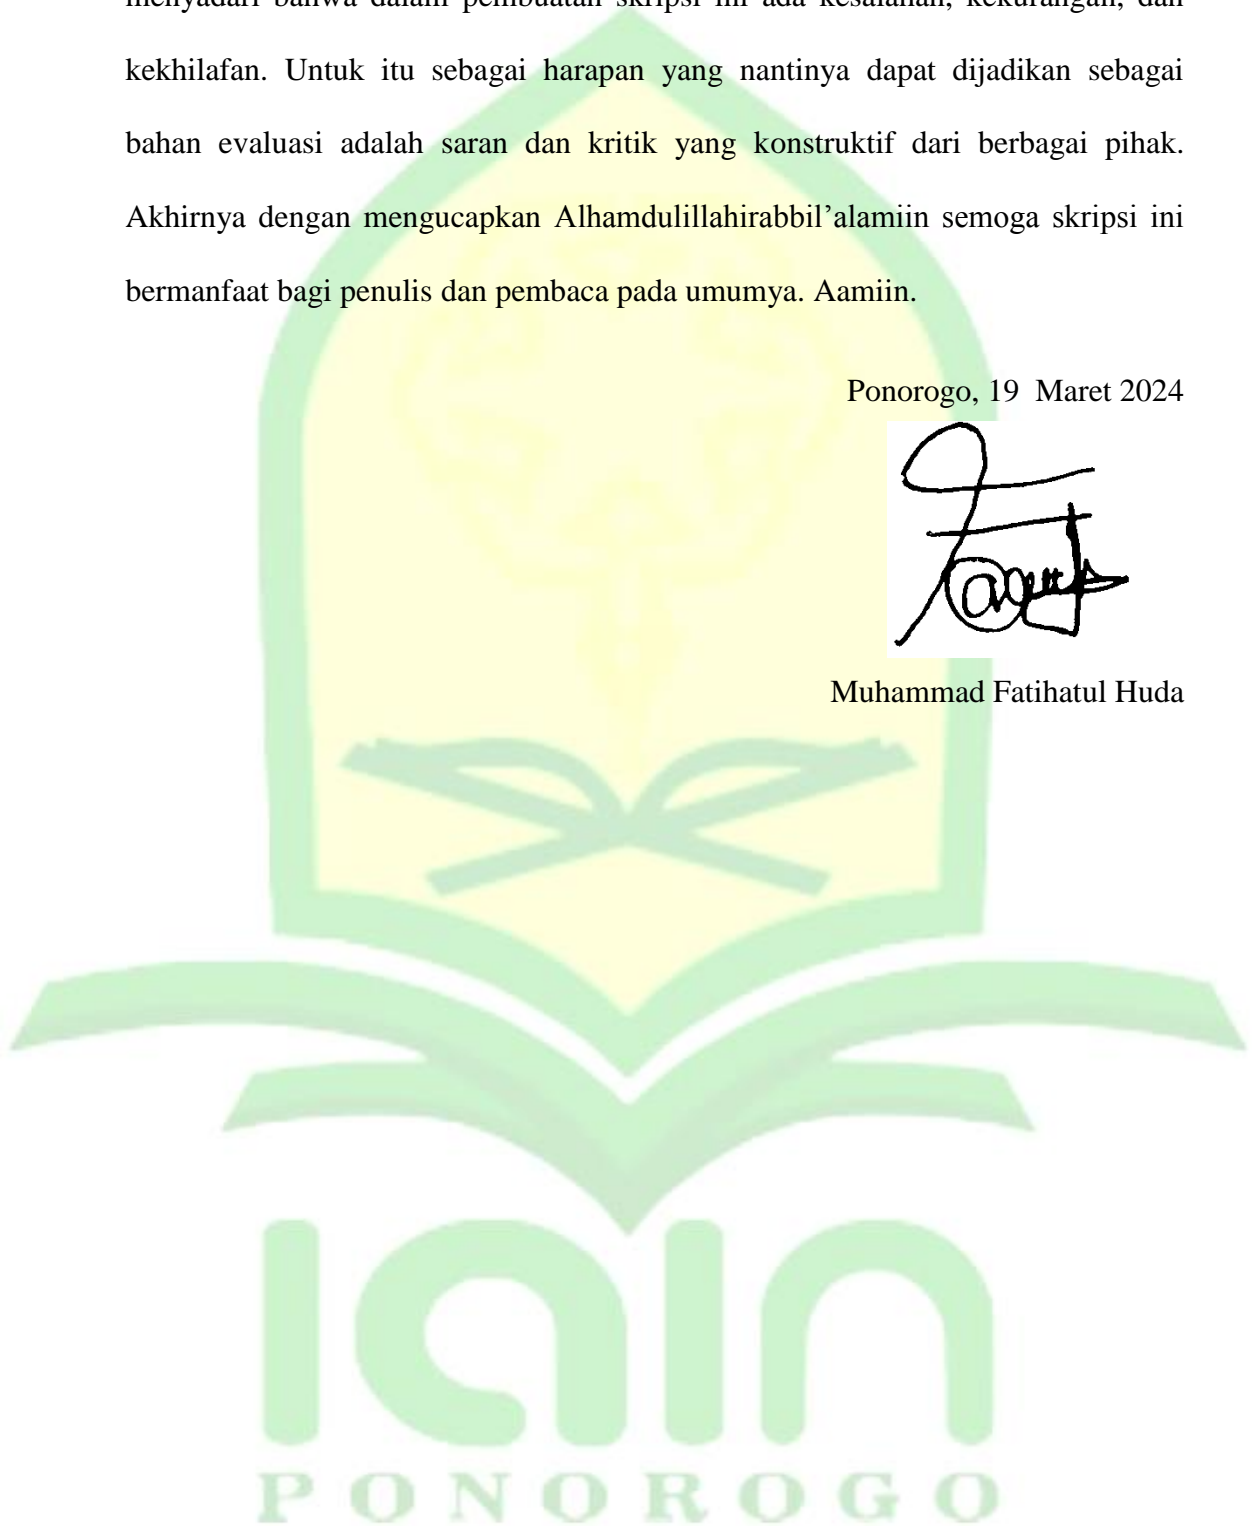 menyadari bahwa dalam pembuatan skripsi ini ada kesalahan, kekurangan, dan
kekhilafan. Untuk itu sebagai harapan yang nantinya dapat dijadikan sebagai
bahan evaluasi adalah saran dan kritik yang konstruktif dari berbagai pihak.
Akhirnya dengan mengucapkan Alhamdulillahirabbil’alamiin semoga skripsi ini
bermanfaat bagi penulis dan pembaca pada umumya. Aamiin.
Ponorogo, 19 Maret 2024
Muhammad Fatihatul Huda
iain
PONOROGO